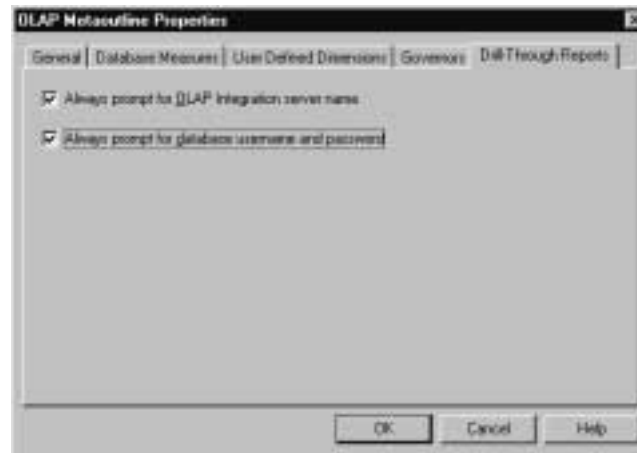 OLAP Metaoutline Properties
General Database Measures User Defined Dimensions Governors Drill-Through Reports
Always prompt for OLAP Integration server name
Always prompt for database username and password
OK Cancel Help